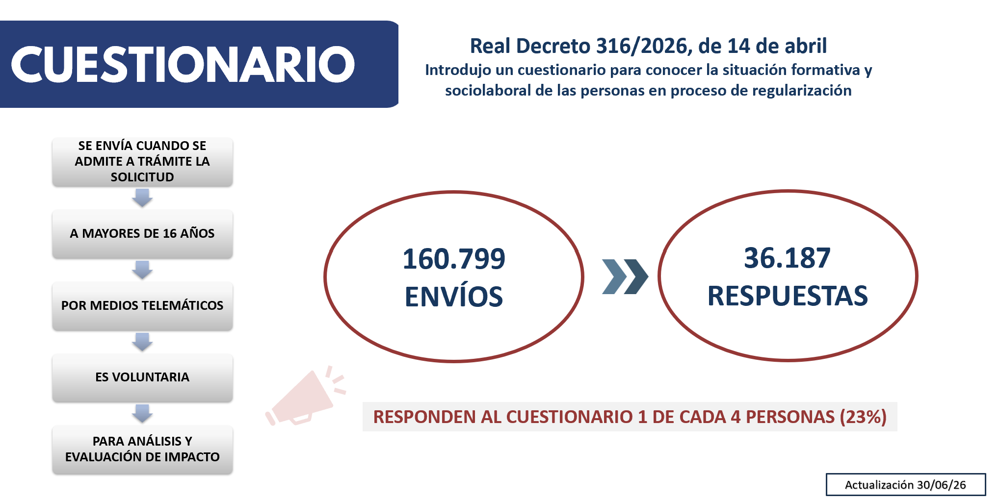 CUESTIONARIO
Real Decreto 316/2026, de 14 de abril
Introdujo un cuestionario para conocer la situación formativa y
sociolaboral de las personas en proceso de regularización
SE ENVÍA CUANDO SE
ADMITE A TRÁMITE LA
SOLICITUD
A MAYORES DE 16 AÑOS
POR MEDIOS TELEMÁTICOS
ES VOLUNTARIA
PARA ANÁLISIS Y
EVALUACIÓN DE IMPACTO
160.799
ENVÍOS
36.187
RESPUESTAS
RESPONDEN AL CUESTIONARIO 1 DE CADA 4 PERSONAS (23%)
Actualización 30/06/26